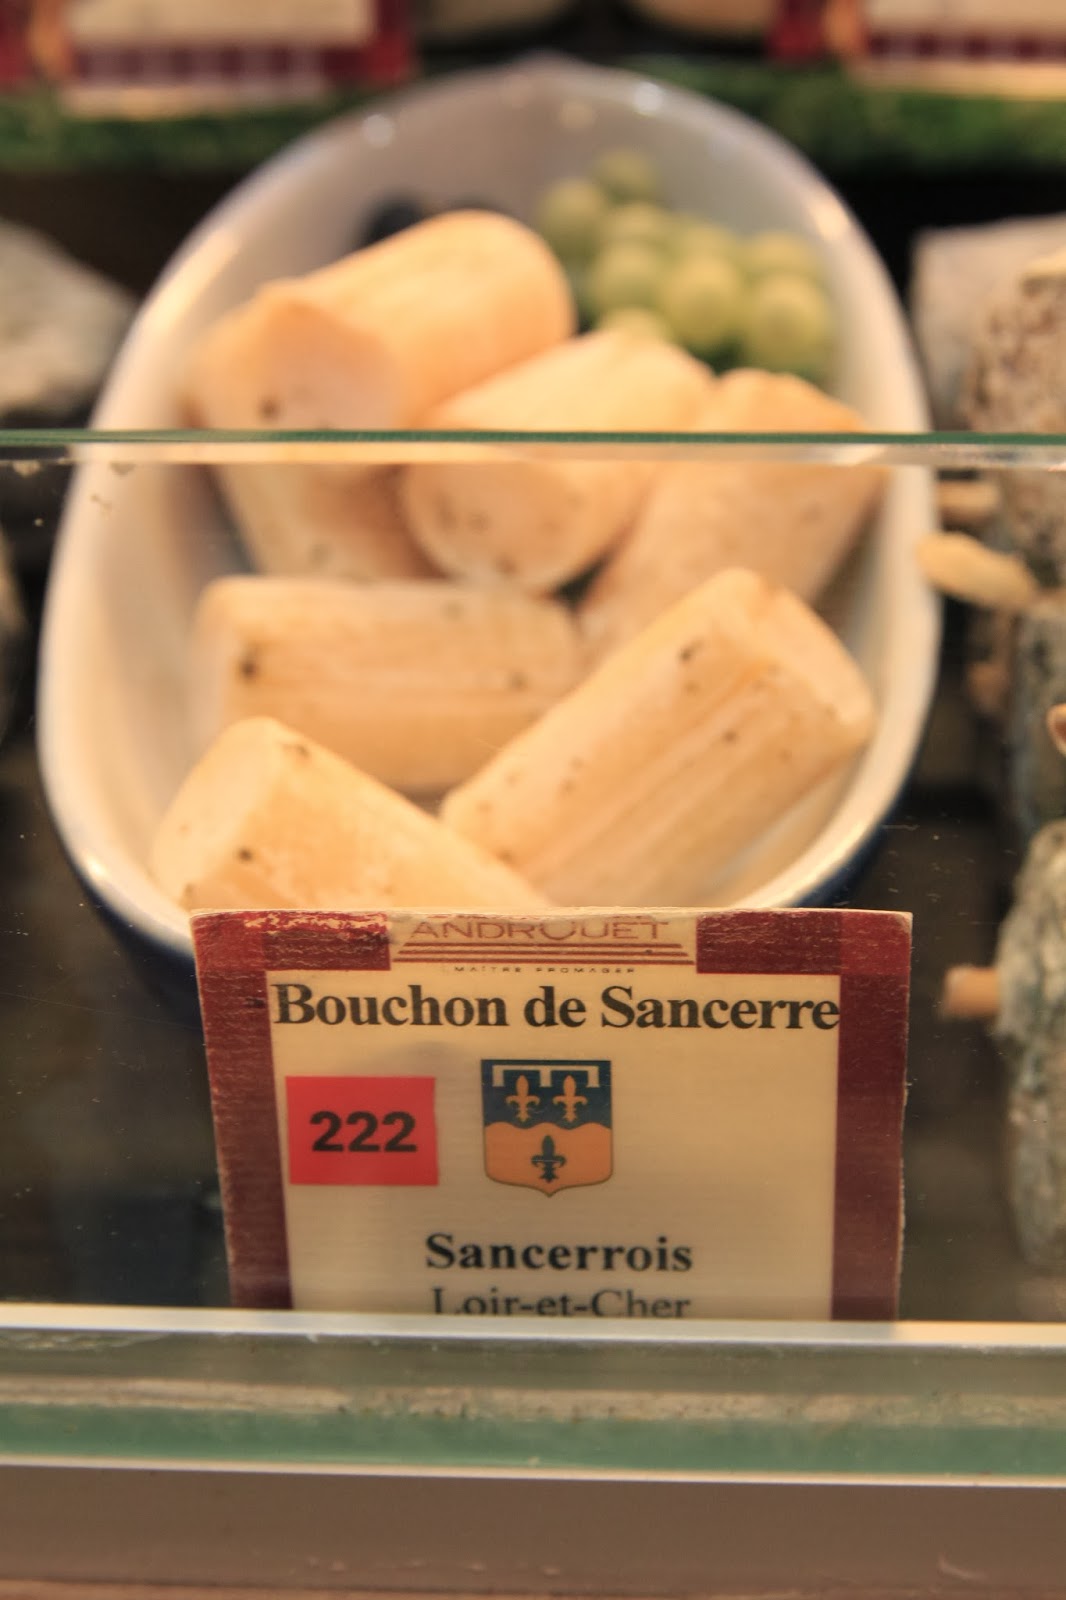 ANDROUET
MAÎTRE FROMAGER
Bouchon de Sancerre
222
Sancerrois
Loir-et-Cher